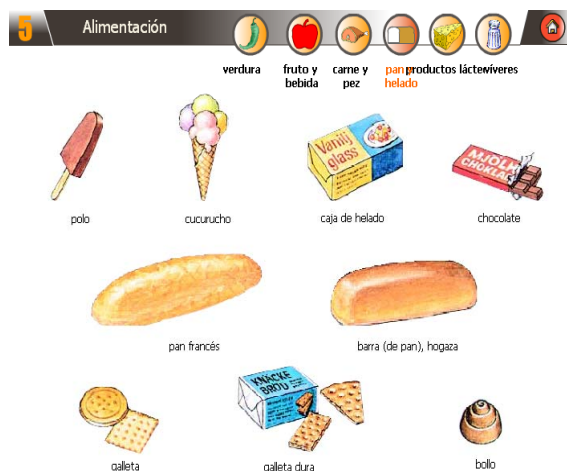 5 Alimentación
verdura fruto y carne y pan y productos lácteos víveres
bebida pez helado
Vanilj
glass
MJÖLK
CHOKLAD
polo cucurucho caja de helado chocolate
pan francés barra (de pan), hogaza
KNÄCKE
BRÖD
galleta galleta dura bollo